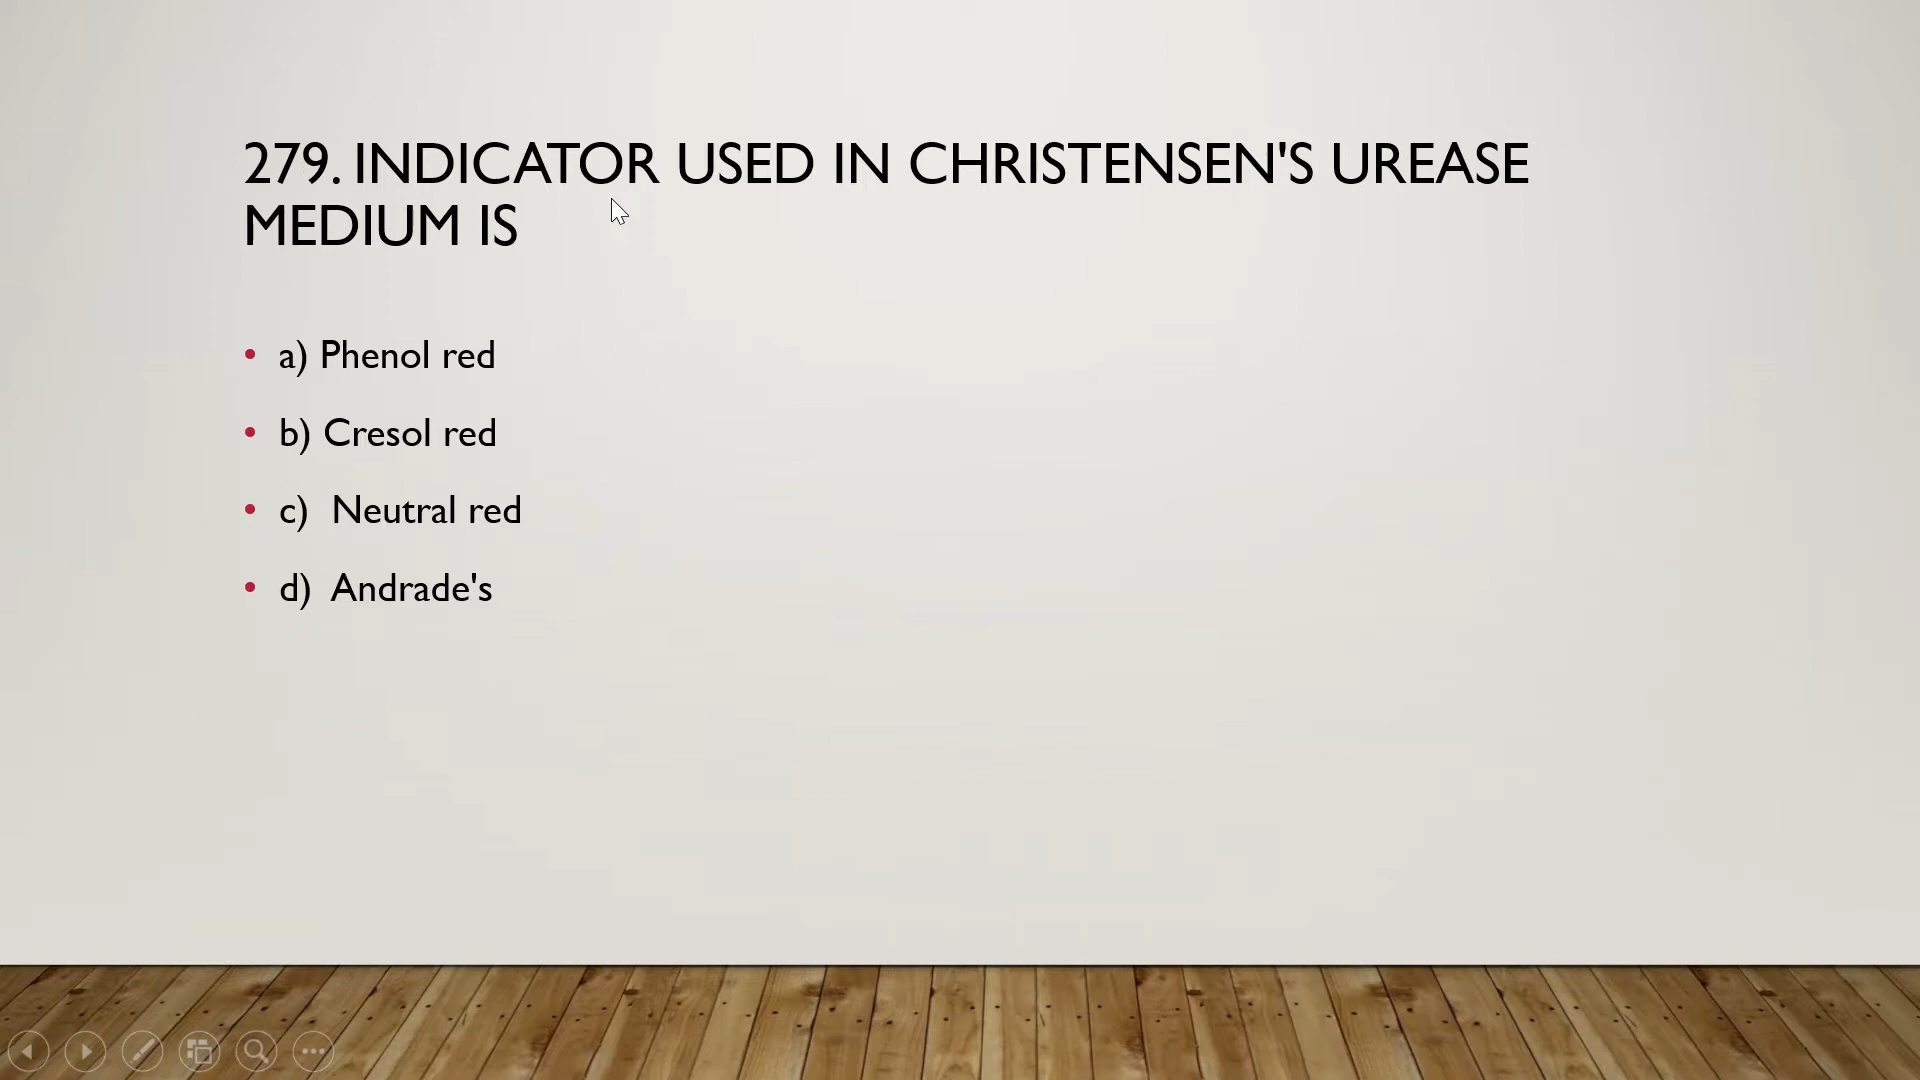 279. INDICATOR USED IN CHRISTENSEN'S UREASE
MEDIUM IS
• a) Phenol red
• b) Cresol red
• c) Neutral red
• d) Andrade's